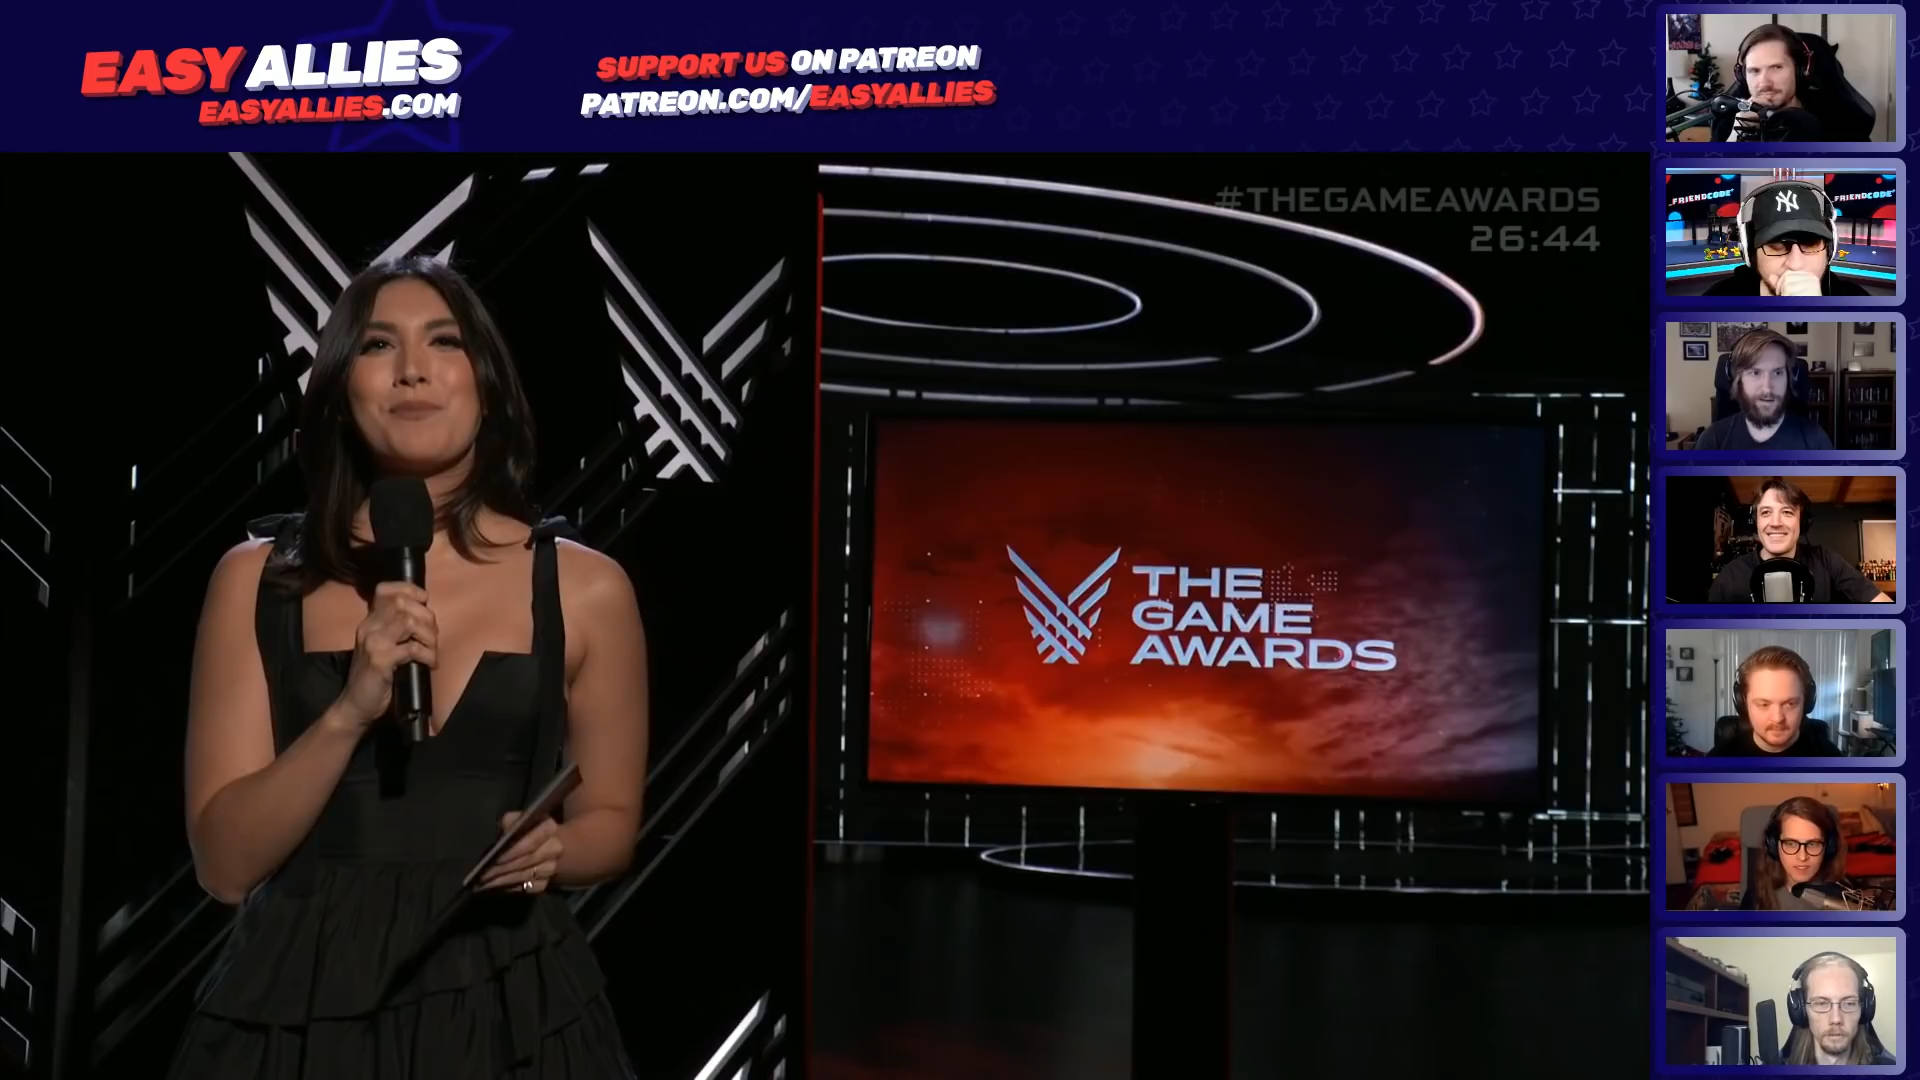 EASY ALLIES
EASYALLIES.COM
SUPPORT US ON PATREON
PATREON.COM/EASYALLIES
#THEGAMEAWARDS
26:44
THE
GAME
AWARDS
FRIENDCODE
NY
FRIENDCODE